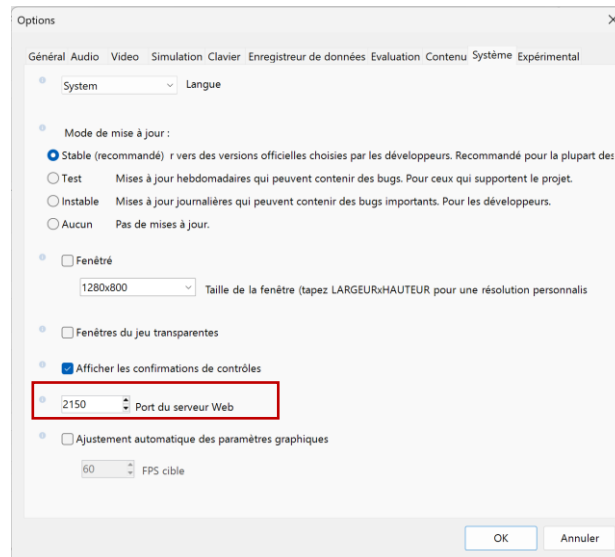 Options
Général Audio Video Simulation Clavier Enregistreur de données Evaluation Contenu Système Expérimental
System Langue
Mode de mise à jour :
Stable (recommandé) r vers des versions officielles choisies par les développeurs. Recommandé pour la plupart des
Test Mises à jour hebdomadaires qui peuvent contenir des bugs. Pour ceux qui supportent le projet.
Instable Mises à jour journalières qui peuvent contenir des bugs importants. Pour les développeurs.
Aucun Pas de mises à jour.
Fenêtré
1280x800 Taille de la fenêtre (tapez LARGEURxHAUTEUR pour une résolution personnalis
Fenêtres du jeu transparentes
Afficher les confirmations de contrôles
2150 Port du serveur Web
Ajustement automatique des paramètres graphiques
60 FPS cible
OK Annuler